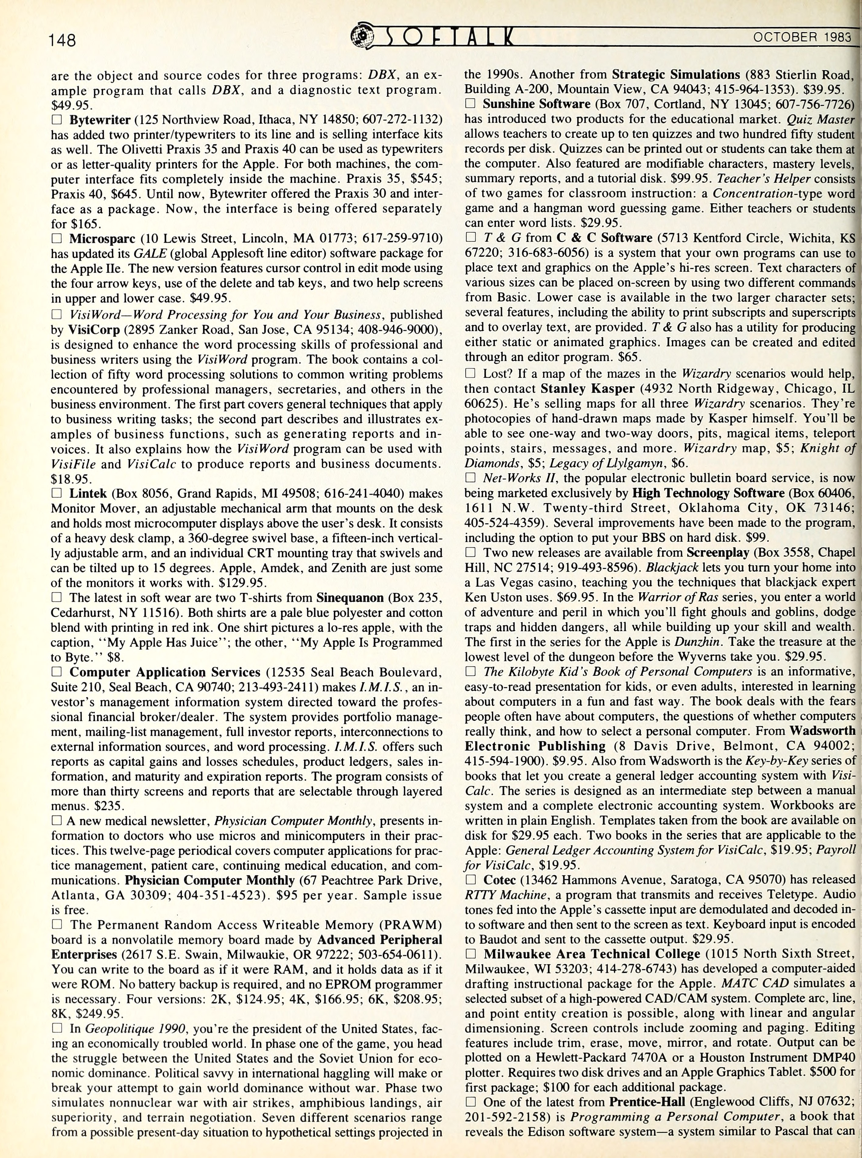 148
SOFTALK
OCTOBER 1983
are the object and source codes for three programs: DBX, an ex-
ample program that calls DBX, and a diagnostic text program.
$49.95.
□ Bytewriter (125 Northview Road, Ithaca, NY 14850; 607-272-1132)
has added two printer/typewriters to its line and is selling interface kits
as well. The Olivetti Praxis 35 and Praxis 40 can be used as typewriters
or as letter-quality printers for the Apple. For both machines, the com-
puter interface fits completely inside the machine. Praxis 35, $545;
Praxis 40, $645. Until now, Bytewriter offered the Praxis 30 and inter-
face as a package. Now, the interface is being offered separately
for $165.
□ Microsparc (10 Lewis Street, Lincoln, MA 01773; 617-259-9710)
has updated its GALE (global Applesoft line editor) software package for
the Apple IIe. The new version features cursor control in edit mode using
the four arrow keys, use of the delete and tab keys, and two help screens
in upper and lower case. $49.95.
□ VisiWord—Word Processing for You and Your Business, published
by VisiCorp (2895 Zanker Road, San Jose, CA 95134; 408-946-9000),
is designed to enhance the word processing skills of professional and
business writers using the VisiWord program. The book contains a col-
lection of fifty word processing solutions to common writing problems
encountered by professional managers, secretaries, and others in the
business environment. The first part covers general techniques that apply
to business writing tasks; the second part describes and illustrates ex-
amples of business functions, such as generating reports and in-
voices. It also explains how the VisiWord program can be used with
VisiFile and VisiCalc to produce reports and business documents.
$18.95.
□ Lintek (Box 8056, Grand Rapids, MI 49508; 616-241-4040) makes
Monitor Mover, an adjustable mechanical arm that mounts on the desk
and holds most microcomputer displays above the user's desk. It consists
of a heavy desk clamp, a 360-degree swivel base, a fifteen-inch vertical-
ly adjustable arm, and an individual CRT mounting tray that swivels and
can be tilted up to 15 degrees. Apple, Amdek, and Zenith are just some
of the monitors it works with. $129.95.
□ The latest in soft wear are two T-shirts from Sinequanon (Box 235,
Cedarhurst, NY 11516). Both shirts are a pale blue polyester and cotton
blend with printing in red ink. One shirt pictures a lo-res apple, with the
caption, "My Apple Has Juice"; the other, "My Apple Is Programmed
to Byte." $8.
□ Computer Application Services (12535 Seal Beach Boulevard,
Suite 210, Seal Beach, CA 90740; 213-493-2411) makes I.M.I.S., an in-
vestor's management information system directed toward the profes-
sional financial broker/dealer. The system provides portfolio manage-
ment, mailing-list management, full investor reports, interconnections to
external information sources, and word processing. I.M.I.S. offers such
reports as capital gains and losses schedules, product ledgers, sales in-
formation, and maturity and expiration reports. The program consists of
more than thirty screens and reports that are selectable through layered
menus. $235.
□ A new medical newsletter, Physician Computer Monthly, presents in-
formation to doctors who use micros and minicomputers in their prac-
tices. This twelve-page periodical covers computer applications for prac-
tice management, patient care, continuing medical education, and com-
munications. Physician Computer Monthly (67 Peachtree Park Drive,
Atlanta, GA 30309; 404-351-4523). $95 per year. Sample issue
is free.
□ The Permanent Random Access Writeable Memory (PRAWM)
board is a nonvolatile memory board made by Advanced Peripheral
Enterprises (2617 S.E. Swain, Milwaukie, OR 97222; 503-654-0611).
You can write to the board as if it were RAM, and it holds data as if it
were ROM. No battery backup is required, and no EPROM programmer
is necessary. Four versions: 2K, $124.95; 4K, $166.95; 6K, $208.95;
8K, $249.95.
□ In Geopolitique 1990, you're the president of the United States, fac-
ing an economically troubled world. In phase one of the game, you head
the struggle between the United States and the Soviet Union for eco-
nomic dominance. Political savvy in international haggling will make or
break your attempt to gain world dominance without war. Phase two
simulates nonnuclear war with air strikes, amphibious landings, air
superiority, and terrain negotiation. Seven different scenarios range
from a possible present-day situation to hypothetical settings projected in
the 1990s. Another from Strategic Simulations (883 Stierlin Road,
Building A-200, Mountain View, CA 94043; 415-964-1353). $39.95.
□ Sunshine Software (Box 707, Cortland, NY 13045; 607-756-7726)
has introduced two products for the educational market. Quiz Master
allows teachers to create up to ten quizzes and two hundred fifty student
records per disk. Quizzes can be printed out or students can take them at
the computer. Also featured are modifiable characters, mastery levels,
summary reports, and a tutorial disk. $99.95. Teacher's Helper consists
of two games for classroom instruction: a Concentration-type word
game and a hangman word guessing game. Either teachers or students
can enter word lists. $29.95.
□ T & G from C & C Software (5713 Kentford Circle, Wichita, KS
67220; 316-683-6056) is a system that your own programs can use to
place text and graphics on the Apple's hi-res screen. Text characters of
various sizes can be placed on-screen by using two different commands
from Basic. Lower case is available in the two larger character sets;
several features, including the ability to print subscripts and superscripts
and to overlay text, are provided. T & G also has a utility for producing
either static or animated graphics. Images can be created and edited
through an editor program. $65.
□ Lost? If a map of the mazes in the Wizardry scenarios would help,
then contact Stanley Kasper (4932 North Ridgeway, Chicago, IL
60625). He's selling maps for all three Wizardry scenarios. They're
photocopies of hand-drawn maps made by Kasper himself. You'll be
able to see one-way and two-way doors, pits, magical items, teleport
points, stairs, messages, and more. Wizardry map, $5; Knight of
Diamonds, $5; Legacy of Llylgamyn, $6.
□ Net-Works II, the popular electronic bulletin board service, is now
being marketed exclusively by High Technology Software (Box 60406,
1611 N.W. Twenty-third Street, Oklahoma City, OK 73146;
405-524-4359). Several improvements have been made to the program,
including the option to put your BBS on hard disk. $99.
□ Two new releases are available from Screenplay (Box 3558, Chapel
Hill, NC 27514; 919-493-8596). Blackjack lets you turn your home into
a Las Vegas casino, teaching you the techniques that blackjack expert
Ken Uston uses. $69.95. In the Warrior of Ras series, you enter a world
of adventure and peril in which you'll fight ghouls and goblins, dodge
traps and hidden dangers, all while building up your skill and wealth.
The first in the series for the Apple is Dunzhin. Take the treasure at the
lowest level of the dungeon before the Wyverns take you. $29.95.
□ The Kilobyte Kid's Book of Personal Computers is an informative,
easy-to-read presentation for kids, or even adults, interested in learning
about computers in a fun and fast way. The book deals with the fears
people often have about computers, the questions of whether computers
really think, and how to select a personal computer. From Wadsworth
Electronic Publishing (8 Davis Drive, Belmont, CA 94002;
415-594-1900). $9.95. Also from Wadsworth is the Key-by-Key series of
books that let you create a general ledger accounting system with Visi-
Calc. The series is designed as an intermediate step between a manual
system and a complete electronic accounting system. Workbooks are
written in plain English. Templates taken from the book are available on
disk for $29.95 each. Two books in the series that are applicable to the
Apple: General Ledger Accounting System for VisiCalc, $19.95; Payroll
for VisiCalc, $19.95.
□ Cotec (13462 Hammons Avenue, Saratoga, CA 95070) has released
RTTY Machine, a program that transmits and receives Teletype. Audio
tones fed into the Apple's cassette input are demodulated and decoded in-
to software and then sent to the screen as text. Keyboard input is encoded
to Baudot and sent to the cassette output. $29.95.
□ Milwaukee Area Technical College (1015 North Sixth Street,
Milwaukee, WI 53203; 414-278-6743) has developed a computer-aided
drafting instructional package for the Apple. MATC CAD simulates a
selected subset of a high-powered CAD/CAM system. Complete arc, line,
and point entity creation is possible, along with linear and angular
dimensioning. Screen controls include zooming and paging. Editing
features include trim, erase, move, mirror, and rotate. Output can be
plotted on a Hewlett-Packard 7470A or a Houston Instrument DMP40
plotter. Requires two disk drives and an Apple Graphics Tablet. $500 for
first package; $100 for each additional package.
□ One of the latest from Prentice-Hall (Englewood Cliffs, NJ 07632;
201-592-2158) is Programming a Personal Computer, a book that
reveals the Edison software system—a system similar to Pascal that can